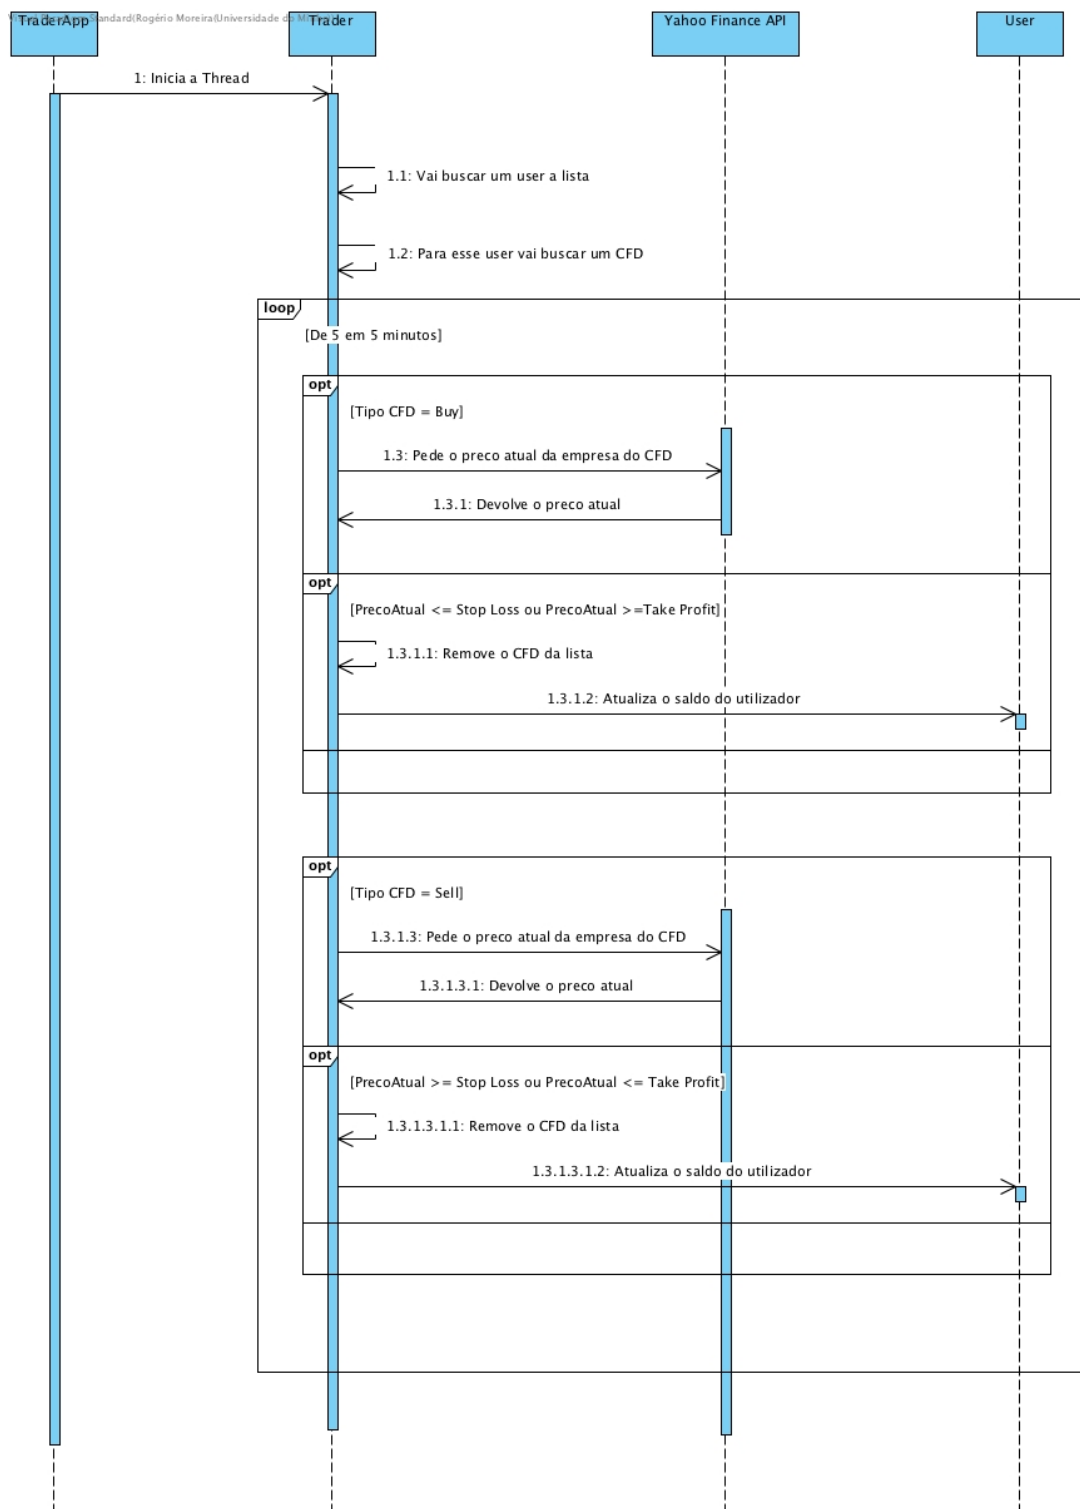 Standard(Rogério Moreira(Universidade do
TraderApp
Trader
Yahoo Finance API
User
1: Inicia a Thread
1.1: Vai buscar um user a lista
1.2: Para esse user vai buscar um CFD
loop
[De 5 em 5 minutos]
opt
[Tipo CFD = Buy]
1.3: Pede o preco atual da empresa do CFD
1.3.1: Devolve o preco atual
opt
[PrecoAtual <= Stop Loss ou PrecoAtual >=Take Profit]
1.3.1.1: Remove o CFD da lista
1.3.1.2: Atualiza o saldo do utilizador
opt
[Tipo CFD = Sell]
1.3.1.3: Pede o preco atual da empresa do CFD
1.3.1.3.1: Devolve o preco atual
opt
[PrecoAtual >= Stop Loss ou PrecoAtual <= Take Profit]
1.3.1.3.1.1: Remove o CFD da lista
1.3.1.3.1.2: Atualiza o saldo do utilizador